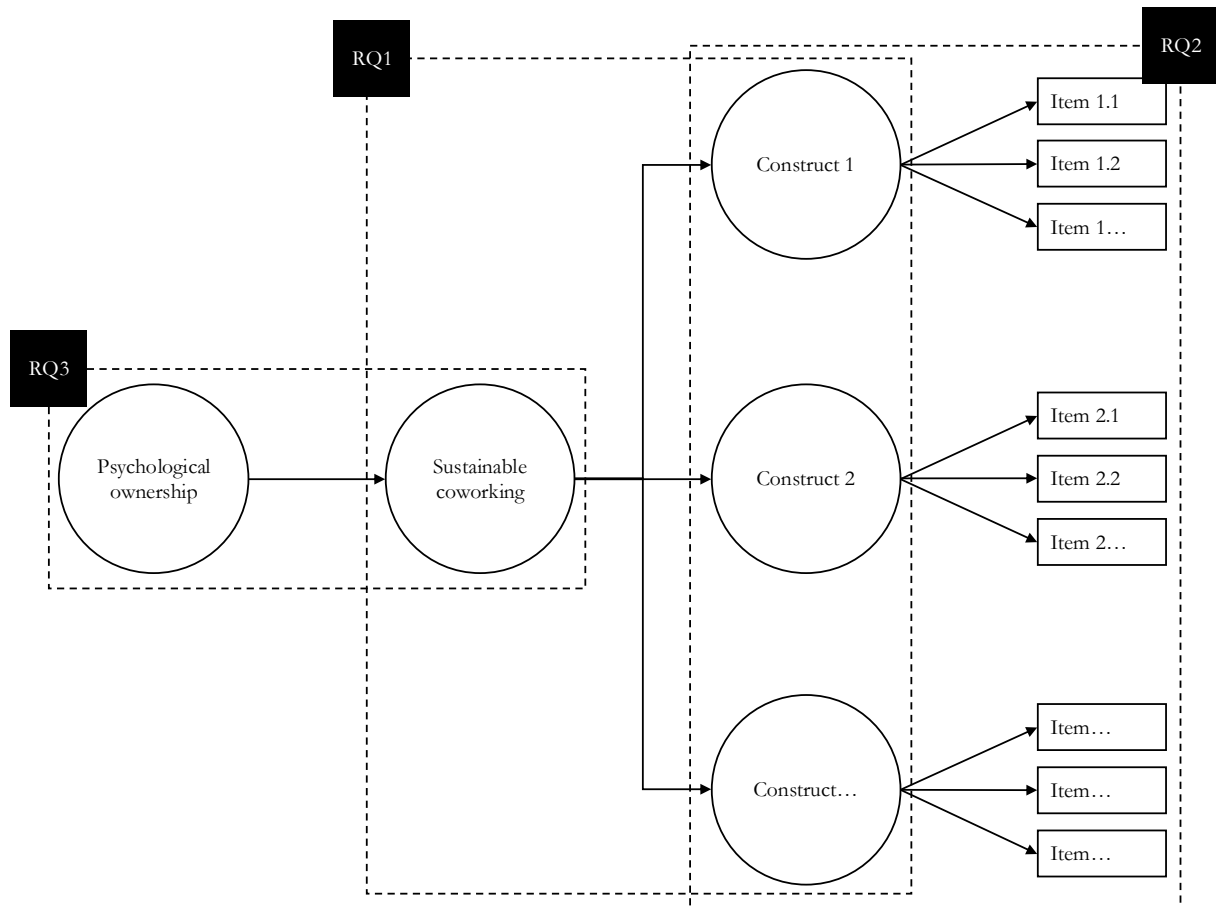 RQ1
RQ2
Construct 1
Item 1.1
Item 1.2
Item 1…
RQ3
Psychological
ownership
Sustainable
coworking
Construct 2
Item 2.1
Item 2.2
Item 2…
Construct…
Item…
Item…
Item…